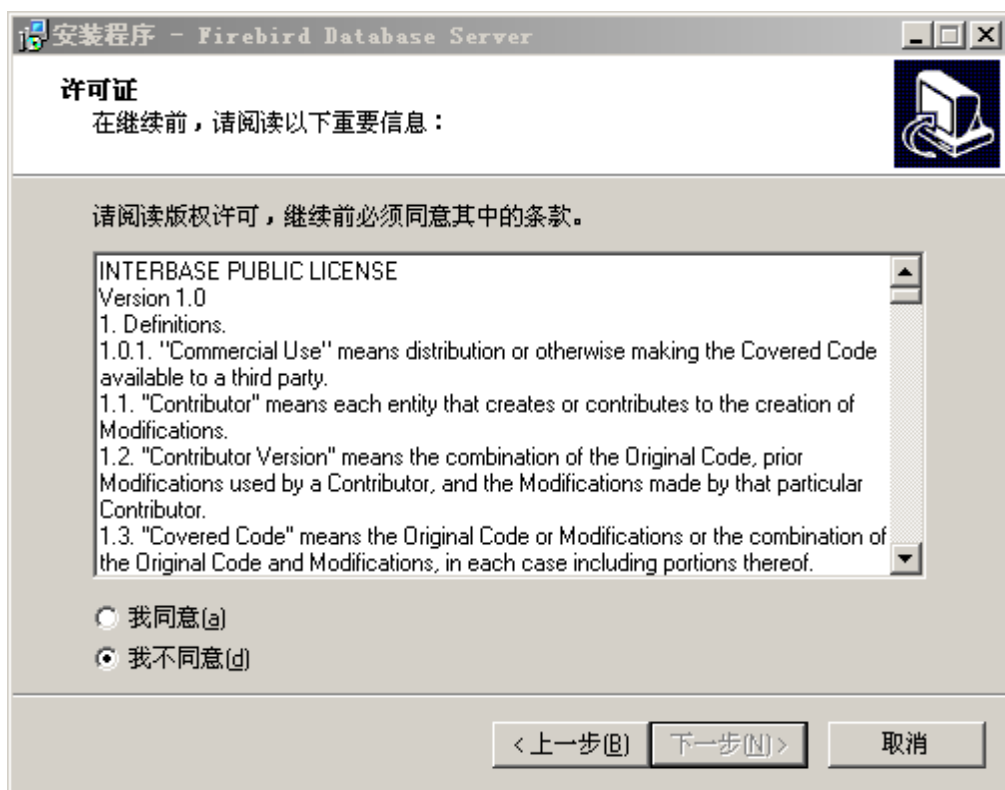 安装程序 - Firebird Database Server
许可证
在继续前，请阅读以下重要信息：
请阅读版权许可，继续前必须同意其中的条款。
INTERBASE PUBLIC LICENSE
Version 1.0
1. Definitions.
1.0.1. "Commercial Use" means distribution or otherwise making the Covered Code
available to a third party.
1.1. "Contributor" means each entity that creates or contributes to the creation of
Modifications.
1.2. "Contributor Version" means the combination of the Original Code, prior
Modifications used by a Contributor, and the Modifications made by that particular
Contributor.
1.3. "Covered Code" means the Original Code or Modifications or the combination of
the Original Code and Modifications, in each case including portions thereof.
我同意(a)
我不同意(d)
<上一步(B) 下一步(N)> 取消